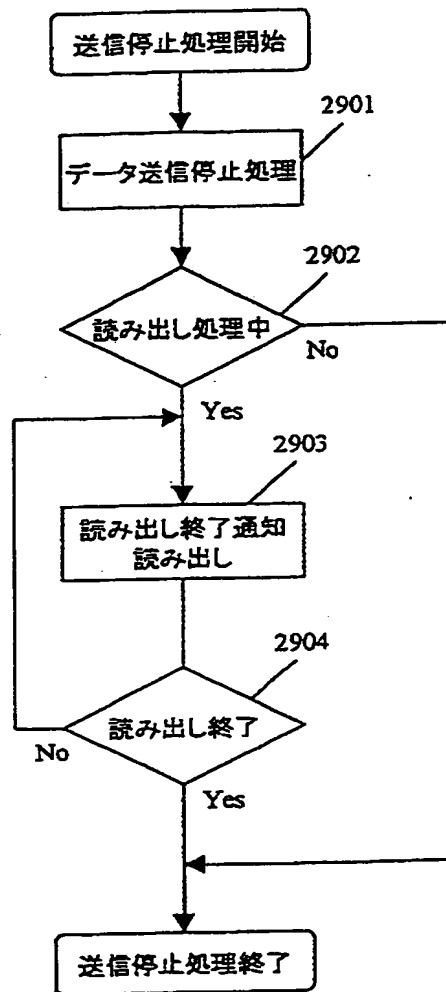 送信停止処理開始
2901
データ送信停止処理
2902
読み出し処理中
No
Yes
2903
読み出し終了通知
読み出し
2904
読み出し終了
No
Yes
送信停止処理終了